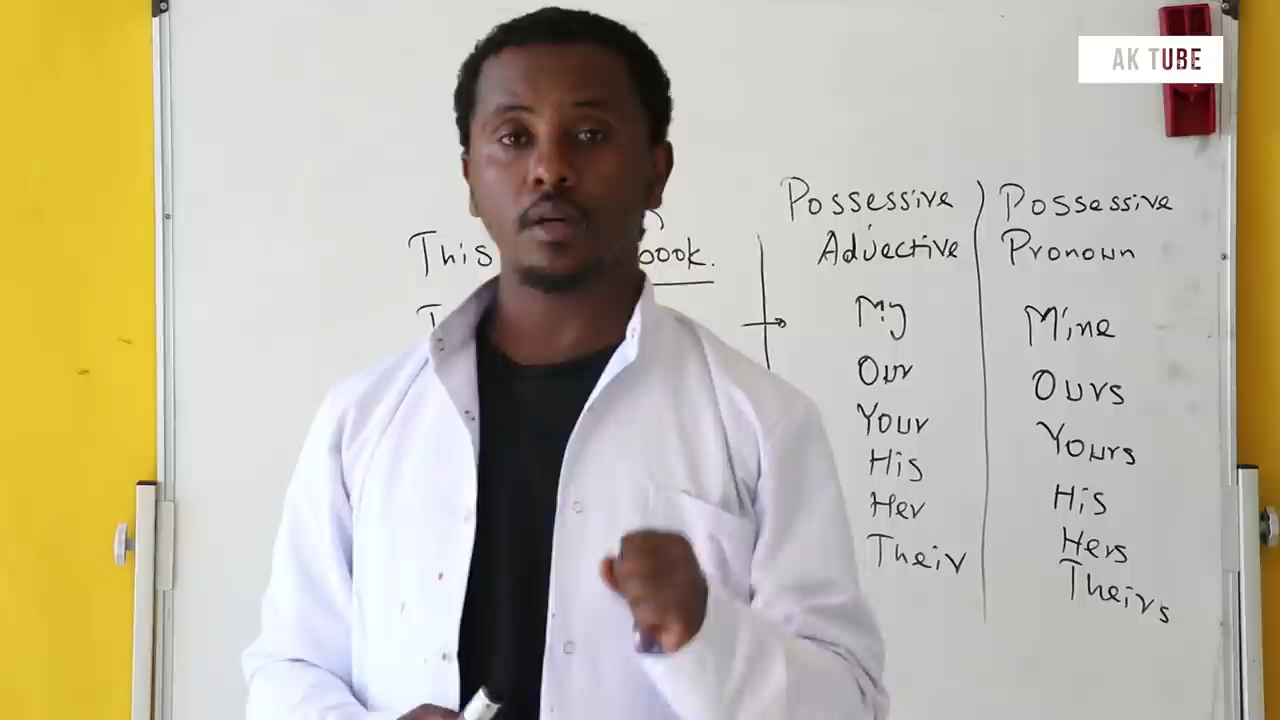 AK TUBE
This book.
Possessive Adjective
My
Our
Your
His
Her
Their
Possessive Pronoun
Mine
Ours
Yours
His
Hers
Theirs